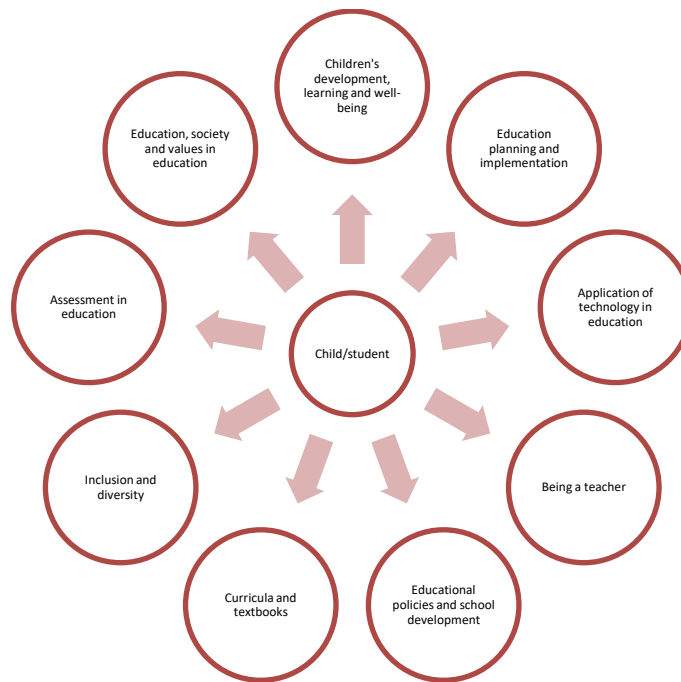 Children's
development,
learning and well-
being
Education
planning and
implementation
Application of
technology in
education
Being a teacher
Educational
policies and school
development
Curricula and
textbooks
Inclusion and
diversity
Assessment in
education
Education, society
and values in
education
Child/student